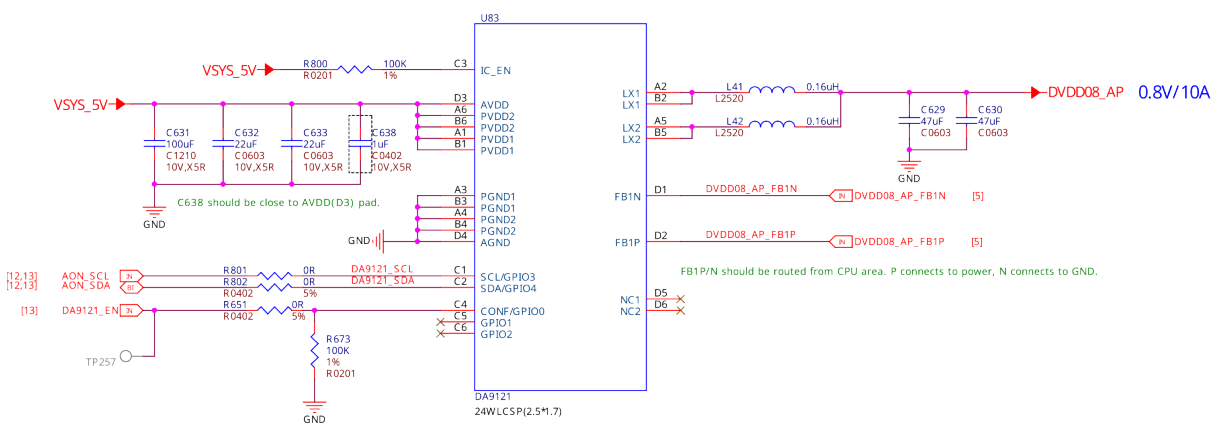 U83
VSYS_5V
R800
R0201
100K
1%
C3
IC_EN
VSYS_5V
D3
A6
B6
A1
B1
AVDD
PVDD2
PVDD2
PVDD1
PVDD1
C631
100uF
C1210
10V,X5R
C632
22uF
C0603
10V,X5R
C633
22uF
C0603
10V,X5R
C638
1uF
C0402
10V,X5R
GND
C638 should be close to AVDD(D3) pad.
A3
B3
A4
B4
D4
PGND1
PGND1
PGND2
PGND2
AGND
GND
[12,13]
AON_SCL
IN
R801
0R
DA9121_SCL
C1
SCL/GPIO3
[12,13]
AON_SDA
BI
R802
R0402
0R
5%
DA9121_SDA
C2
SDA/GPIO4
[13]
DA9121_EN
IN
R651
R0402
0R
5%
C4
CONF/GPIO0
C5
GPIO1
C6
GPIO2
TP257
R673
100K
1%
R0201
GND
DA9121
24WLCSP(2.5*1.7)
LX1
LX1
A2
B2
L41
L2520
0.16uH
LX2
LX2
A5
B5
L42
L2520
0.16uH
C629
47uF
C0603
C630
47uF
C0603
GND
DVDD08_AP
0.8V/10A
FB1N
D1
DVDD08_AP_FB1N
IN
DVDD08_AP_FB1N
[5]
FB1P
D2
DVDD08_AP_FB1P
IN
DVDD08_AP_FB1P
[5]
FB1P/N should be routed from CPU area. P connects to power, N connects to GND.
NC1
D5
NC2
D6